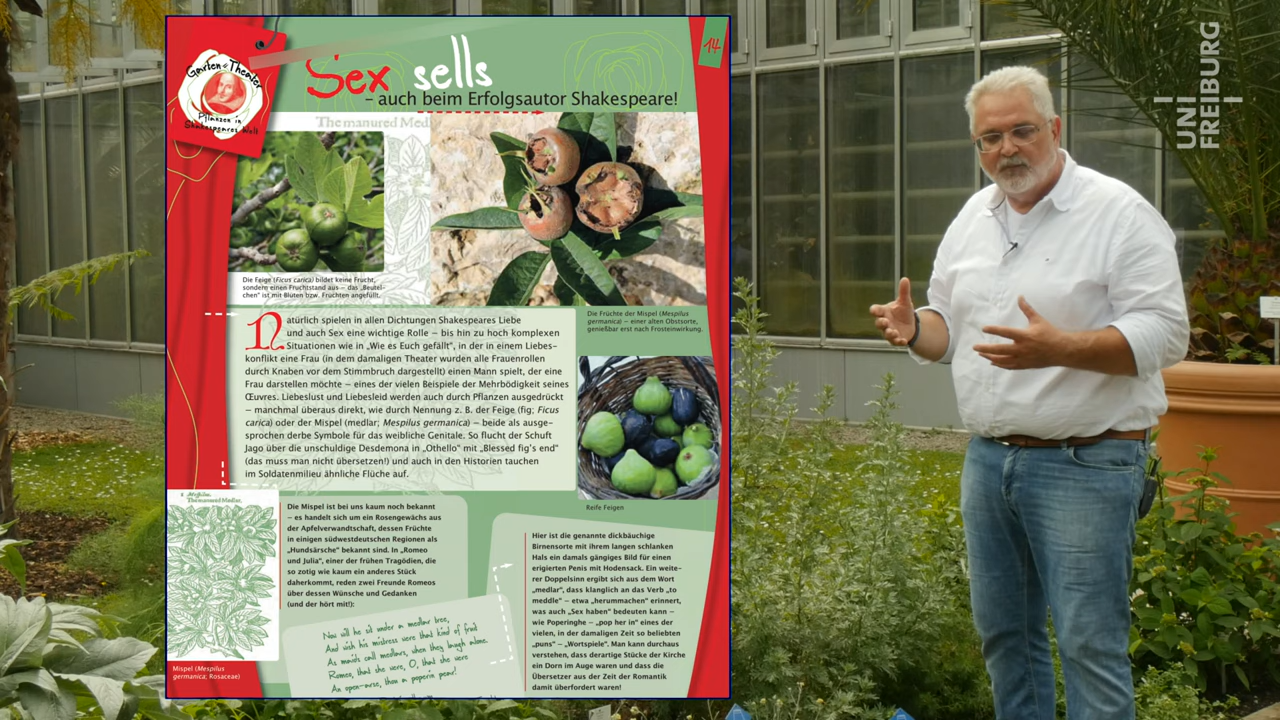 UNI
FREIBURG
Garten & Theater
Pflanzen in
Shakespeares Welt
14
Sex sells
– auch beim Erfolgsautor Shakespeare!
The manured Medl
Die Feige (Ficus carica) bildet keine Frucht,
sondern einen Fruchtstand aus – das „Beutel-
chen“ ist mit Blüten bzw. Früchten angefüllt.
Die Früchte der Mispel (Mespilus
germanica) – einer alten Obstsorte,
genießbar erst nach Frosteinwirkung.
Natürlich spielen in allen Dichtungen Shakespeares Liebe
und auch Sex eine wichtige Rolle – bis hin zu hoch komplexen
Situationen wie in „Wie es Euch gefällt“, in der in einem Liebes-
konflikt eine Frau (in dem damaligen Theater wurden alle Frauenrollen
durch Knaben vor dem Stimmbruch dargestellt) einen Mann spielt, der eine
Frau darstellen möchte – eines der vielen Beispiele der Mehrbödigkeit seines
Œuvres. Liebeslust und Liebesleid werden auch durch Pflanzen ausgedrückt
– manchmal überaus direkt, wie durch Nennung z. B. der Feige (fig; Ficus
carica) oder der Mispel (medlar; Mespilus germanica) – beide als ausge-
sprochen derbe Symbole für das weibliche Genitale. So flucht der Schuft
Jago über die unschuldige Desdemona in „Othello“ mit „Blessed fig's end“
(das muss man nicht übersetzen!) und auch in den Historien tauchen
im Soldatenmilieu ähnliche Flüche auf.
Reife Feigen
Mespilus.
The manured Medlar.
Mispel (Mespilus
germanica; Rosaceae)
Die Mispel ist bei uns kaum noch bekannt
– es handelt sich um ein Rosengewächs aus
der Apfelverwandtschaft, dessen Früchte
in einigen südwestdeutschen Regionen als
„Hundsärsche“ bekannt sind. In „Romeo
und Julia“, einer der frühen Tragödien, die
so zotig wie kaum ein anderes Stück
daherkommt, reden zwei Freunde Romeos
über dessen Wünsche und Gedanken
(und der hört mit!):
Now will he sit under a medlar tree,
And wish his mistress were that kind of fruit
As maids call medlars, when they laugh alone.
Romeo, that she were, O, that she were
An open-arse, thou a poperin pear!
Hier ist die genannte dickbäuchige
Birnensorte mit ihrem langen schlanken
Hals ein damals gängiges Bild für einen
erigierten Penis mit Hodensack. Ein weite-
rer Doppelsinn ergibt sich aus dem Wort
„medlar“, dass klanglich an das Verb „to
meddle“ – etwa „herummachen“ erinnert,
was auch „Sex haben“ bedeuten kann –
wie Poperinghe – „pop her in“ eines der
vielen, in der damaligen Zeit so beliebten
„puns“ – „Wortspiele“. Man kann durchaus
verstehen, dass derartige Stücke der Kirche
ein Dorn im Auge waren und dass die
Übersetzer aus der Zeit der Romantik
damit überfordert waren!